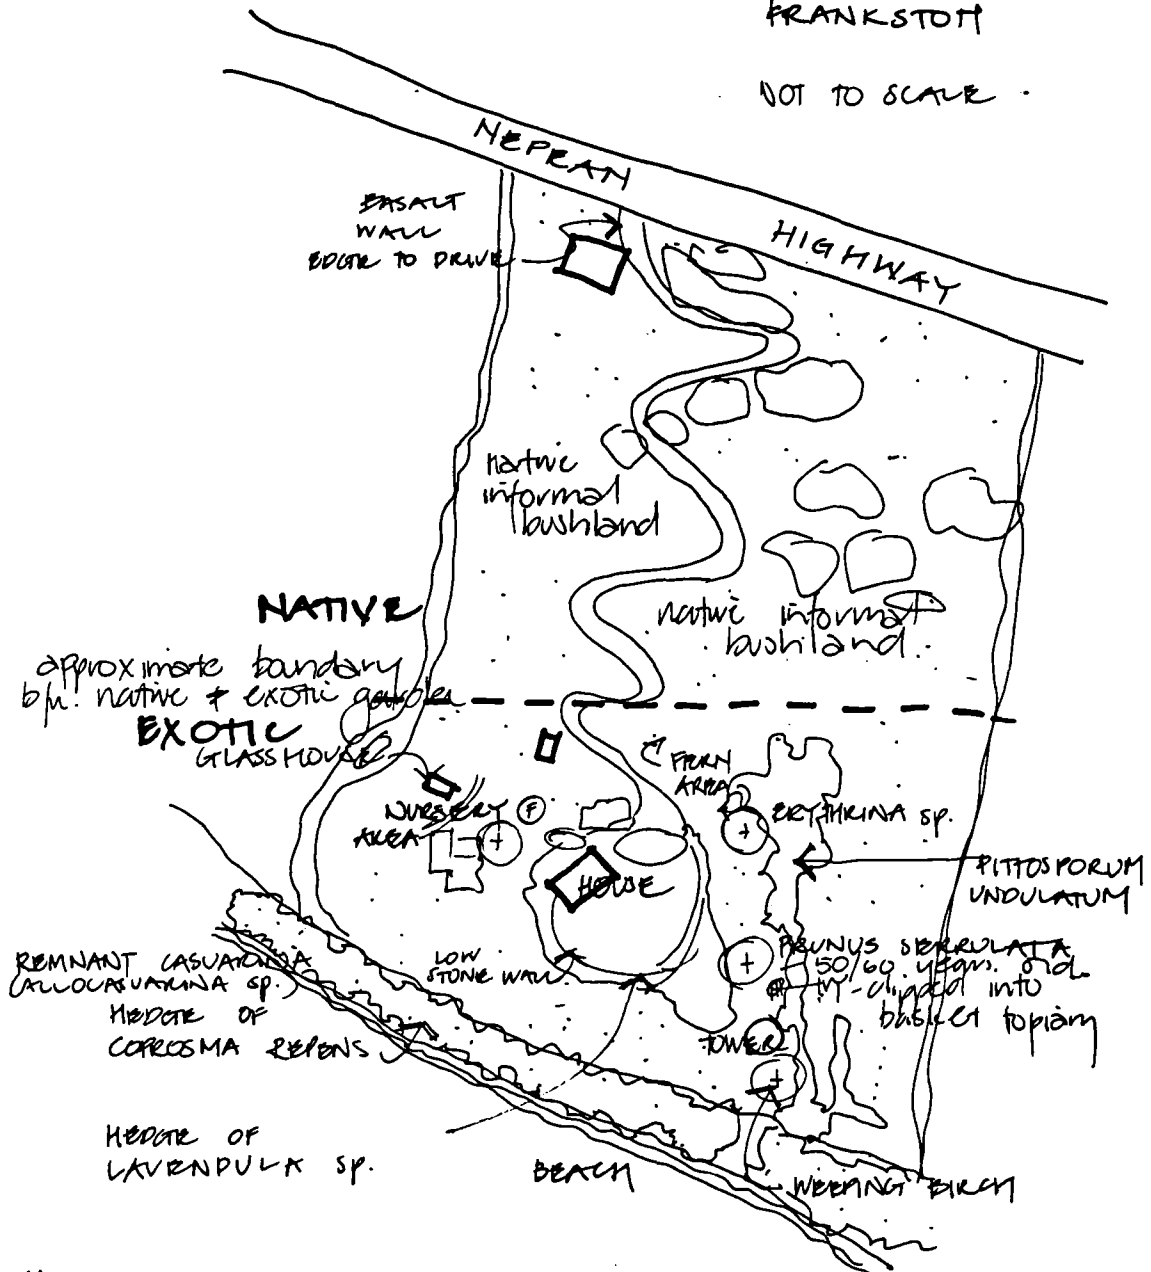 FRANKSTON
NOT TO SCALE
NEPEAN
HIGHWAY
BASALT
WALL
EDGE TO DRIVE
native
informal
bushland
NATIVE
native informal
bushland
approximate boundary
b/n. native & exotic garden
EXOTIC
GLASSHOUSE
FERN
AREA
NURSERY
AREA
F
ERYTHRINA sp.
HOUSE
PITTOSPORUM
UNDULATUM
LOW
STONE WALL
PRUNUS SERRULATA
50/60 years. old.
clipped into
basket topiary
REMNANT CASUARINA
(ALLOCASUARINA sp.)
HEDGE OF
COPROSMA REPENS
TOWER
HEDGE OF
LAVENDULA sp.
BEACH
WEEPING BIRCH